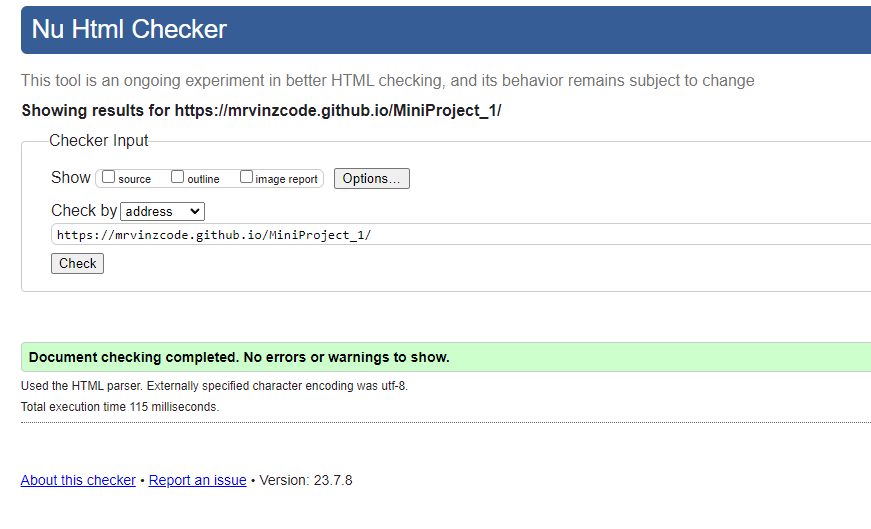 Nu Html Checker
This tool is an ongoing experiment in better HTML checking, and its behavior remains subject to change
Showing results for https://mrvinzcode.github.io/MiniProject_1/
Checker Input
Show source outline image report Options...
Check by address
https://mrvinzcode.github.io/MiniProject_1/
Check
Document checking completed. No errors or warnings to show.
Used the HTML parser. Externally specified character encoding was utf-8.
Total execution time 115 milliseconds.
About this checker • Report an issue • Version: 23.7.8